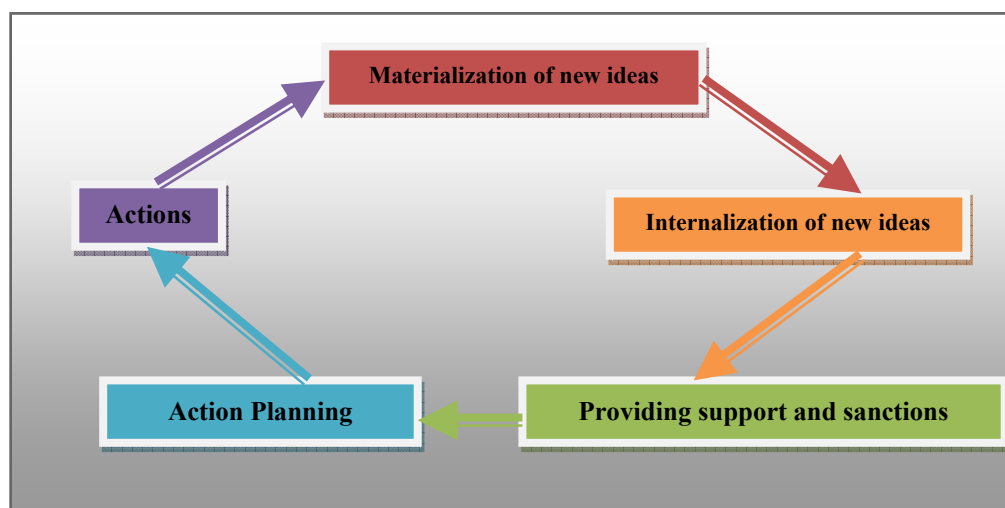 Materialization of new ideas
Actions
Internalization of new ideas
Action Planning
Providing support and sanctions